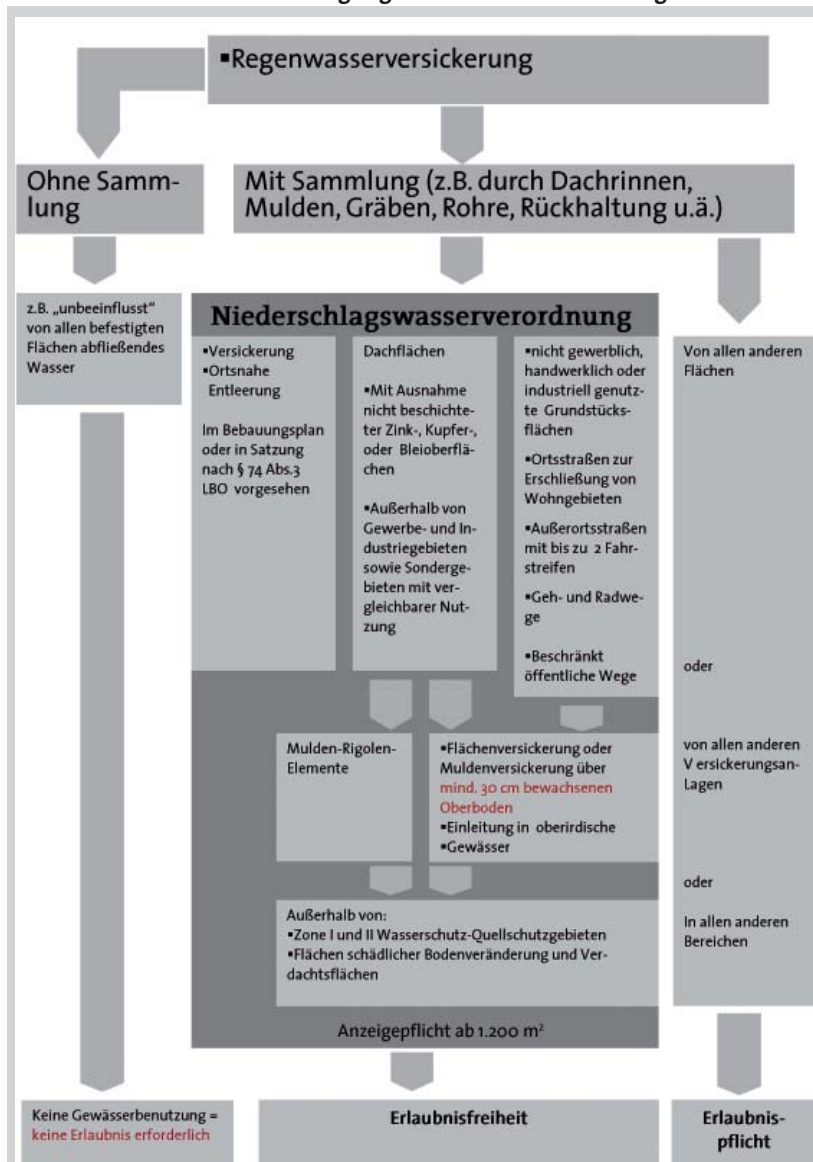 ▪Regenwasserversickerung
Ohne Samm-
lung
Mit Sammlung (z.B. durch Dachrinnen,
Mulden, Gräben, Rohre, Rückhaltung u.ä.)
z.B. „unbeeinflusst“
von allen befestigten
Flächen abfließendes
Wasser
Niederschlagswasserverordnung
▪Versickerung
▪Ortsnahe
Entleerung
Im Bebauungsplan
oder in Satzung
nach § 74 Abs.3
LBO vorgesehen
Dachflächen
▪Mit Ausnahme
nicht beschichte-
ter Zink-, Kupfer-,
oder Bleioberflä-
chen
▪Außerhalb von
Gewerbe- und In-
dustriegebieten
sowie Sonderge-
bieten mit ver-
gleichbarer Nut-
zung
▪nicht gewerblich,
handwerklich oder
industriell genutz-
te Grundstücks-
flächen
▪Ortsstraßen zur
Erschließung von
Wohngebieten
▪Außerortsstraßen
mit bis zu 2 Fahr-
streifen
▪Geh- und Radwe-
ge
▪Beschränkt
öffentliche Wege
Von allen anderen
Flächen
oder
von allen anderen
V ersickerungsan-
Lagen
oder
In allen anderen
Bereichen
Mulden-Rigolen-
Elemente
▪Flächenversickerung oder
Muldenversickerung über
mind. 30 cm bewachsenen
Oberboden
▪Einleitung in oberirdische
▪Gewässer
Außerhalb von:
▪Zone I und II Wasserschutz-Quellschutzgebieten
▪Flächen schädlicher Bodenveränderung und Ver-
dachtsflächen
Anzeigepflicht ab 1.200 m²
Keine Gewässerbenutzung =
keine Erlaubnis erforderlich
Erlaubnisfreiheit
Erlaubnis-
pflicht